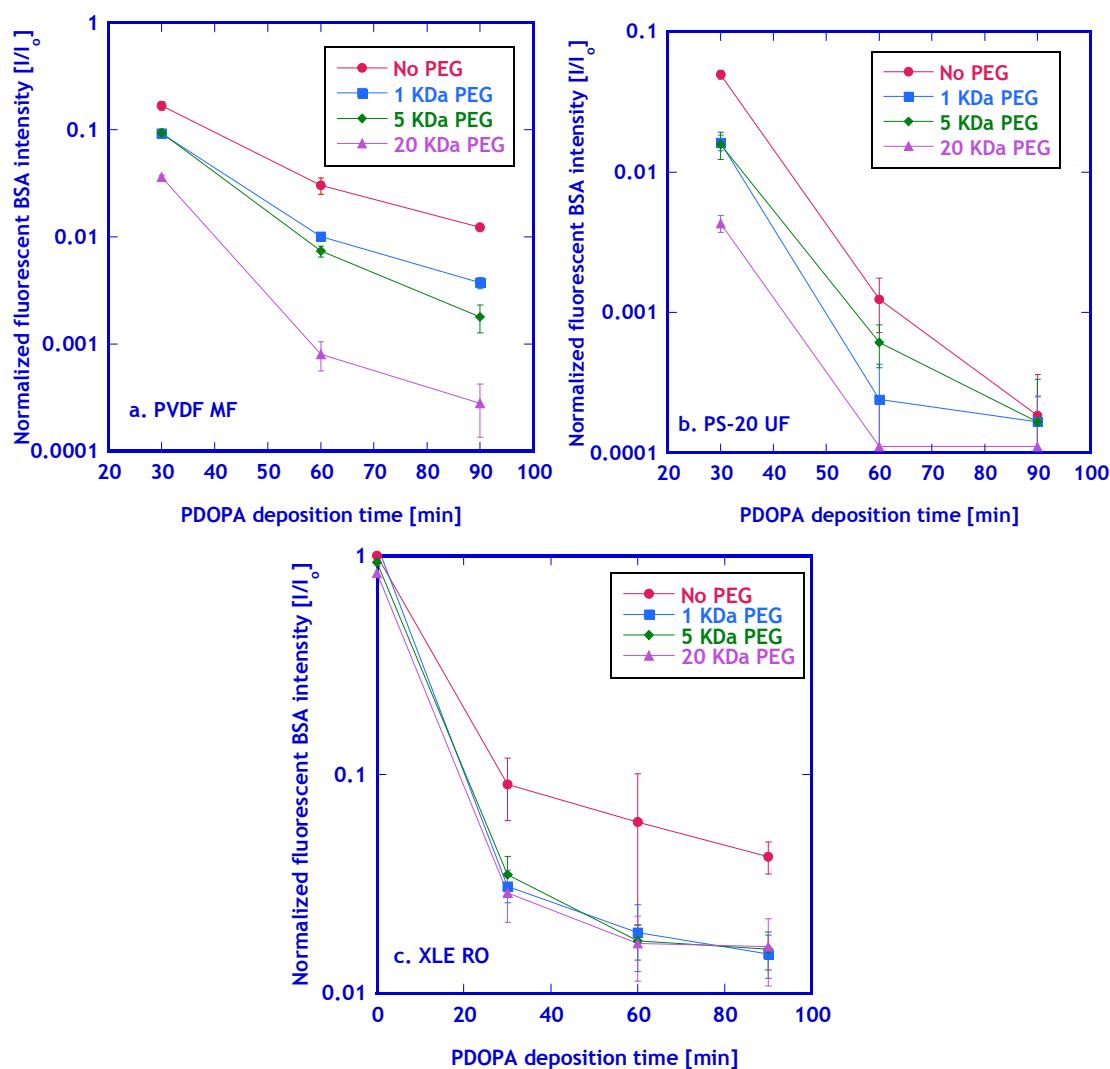 Normalized fluorescent BSA intensity [I/Iₒ]
1
0.1
0.01
0.001
0.0001
No PEG
1 KDa PEG
5 KDa PEG
20 KDa PEG
a. PVDF MF
20 30 40 50 60 70 80 90 100
PDOPA deposition time [min]
Normalized fluorescent BSA intensity [I/Iₒ]
0.1
0.01
0.001
0.0001
No PEG
1 KDa PEG
5 KDa PEG
20 KDa PEG
b. PS-20 UF
20 30 40 50 60 70 80 90 100
PDOPA deposition time [min]
Normalized fluorescent BSA intensity [I/Iₒ]
1
0.1
0.01
No PEG
1 KDa PEG
5 KDa PEG
20 KDa PEG
c. XLE RO
0 20 40 60 80 100
PDOPA deposition time [min]